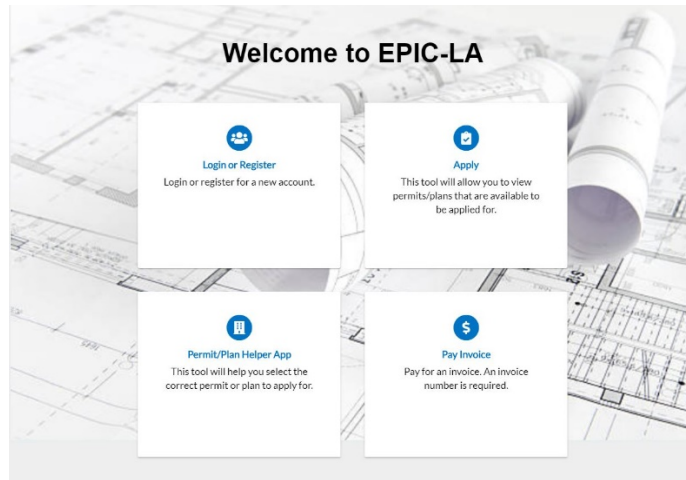 Welcome to EPIC-LA
Login or Register
Login or register for a new account.
Apply
This tool will allow you to view
permits/plans that are available to
be applied for.
Permit/Plan Helper App
This tool will help you select the
correct permit or plan to apply for.
Pay Invoice
Pay for an invoice. An invoice
number is required.